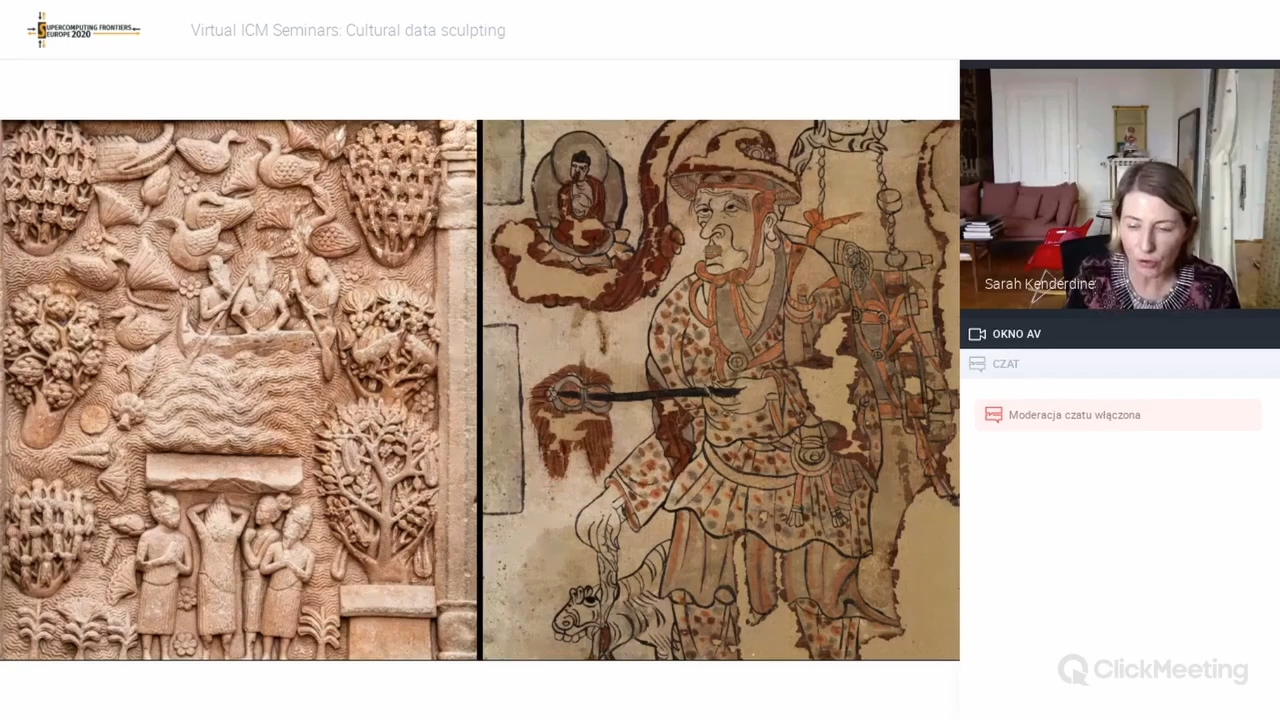 SUPERCOMPUTING FRONTIERS
EUROPE 2020
Virtual ICM Seminars: Cultural data sculpting
Sarah Kenderdine
OKNO AV
CZAT
Moderacja czatu włączona
ClickMeeting